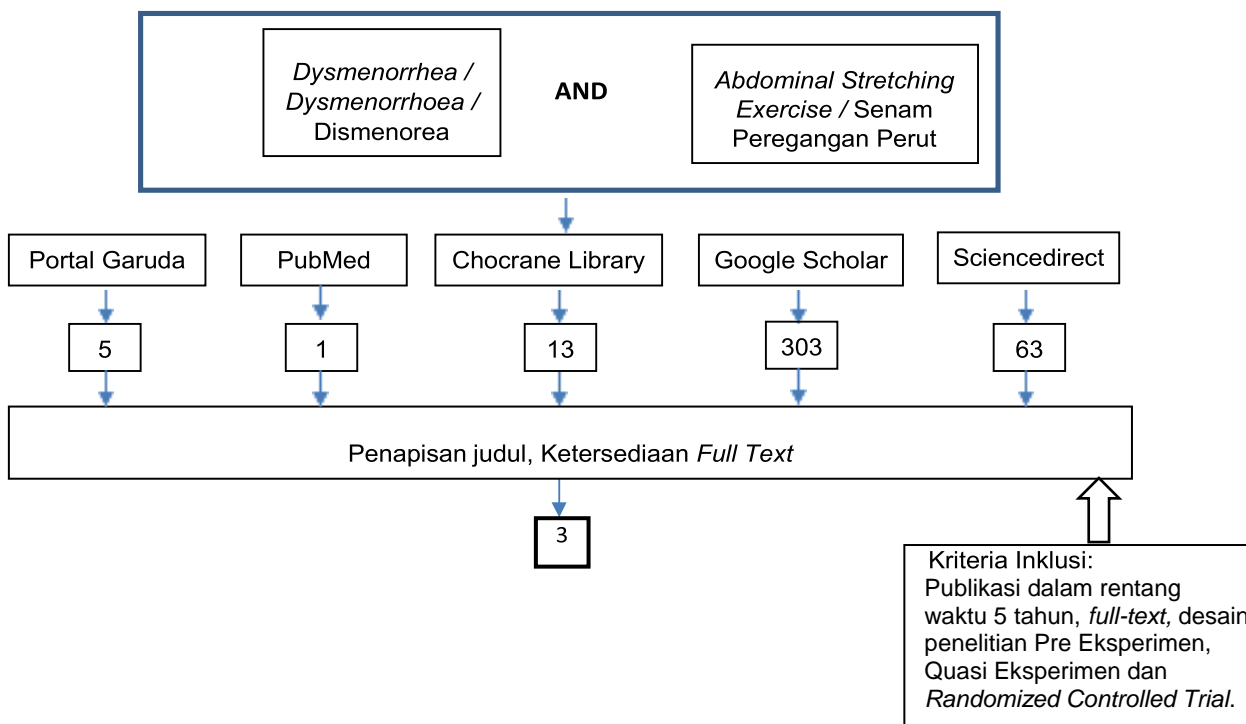 Dysmenorrhea /
Dysmenorrhoea /
Dismenorea
AND
Abdominal Stretching
Exercise / Senam
Peregangan Perut
Portal Garuda
PubMed
Chocrane Library
Google Scholar
Sciencedirect
5
1
13
303
63
Penapisan judul, Ketersediaan Full Text
3
Kriteria Inklusi:
Publikasi dalam rentang
waktu 5 tahun, full-text, desain
penelitian Pre Eksperimen,
Quasi Eksperimen dan
Randomized Controlled Trial.